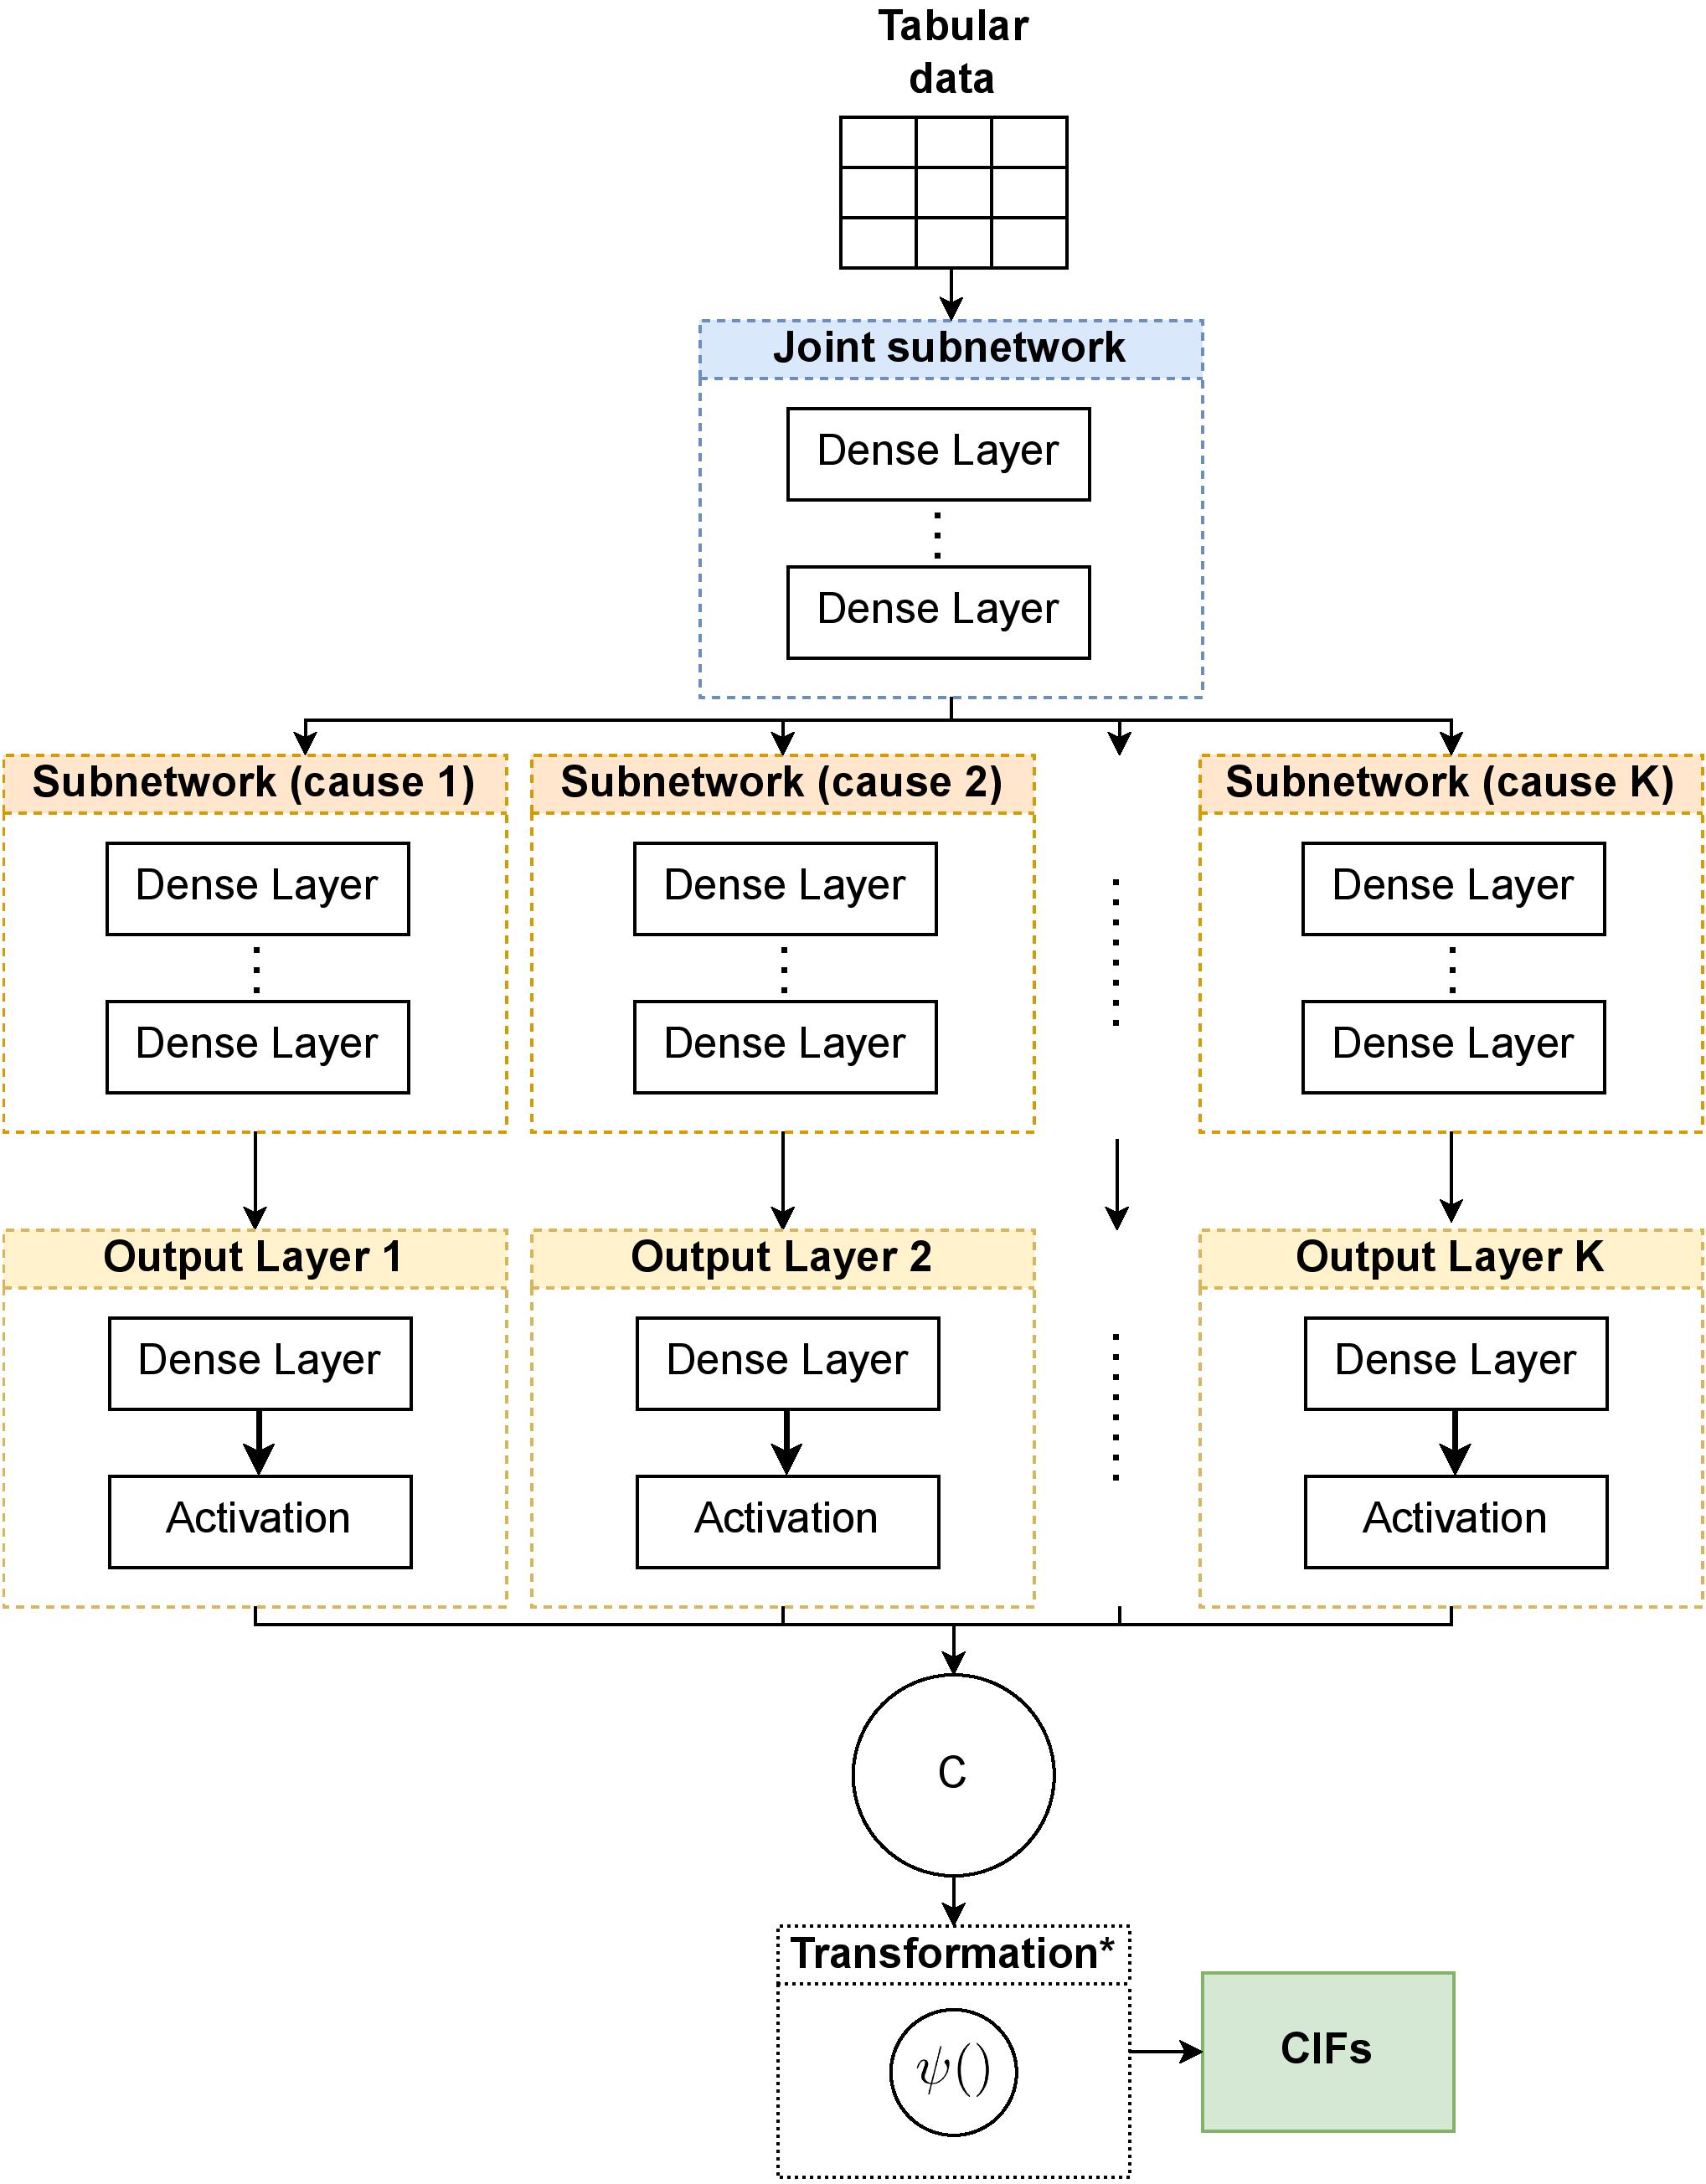 Tabular
data
Joint subnetwork
Dense Layer
Dense Layer
Subnetwork (cause 1)
Subnetwork (cause 2)
Subnetwork (cause K)
Dense Layer
Dense Layer
Dense Layer
Dense Layer
Dense Layer
Dense Layer
Output Layer 1
Output Layer 2
Output Layer K
Dense Layer
Dense Layer
Dense Layer
Activation
Activation
Activation
C
Transformation*
ψ()
CIFs